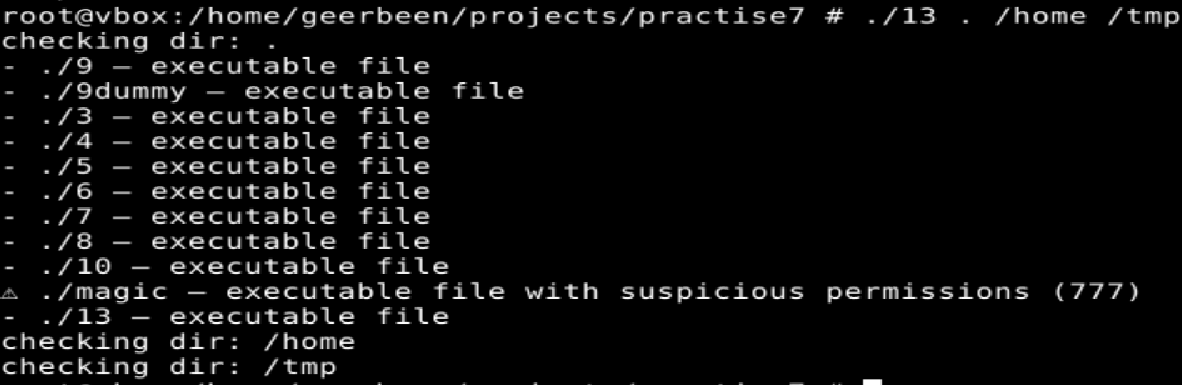 root@vbox:/home/geerbeen/projects/practise7 # ./13 . /home /tmp
checking dir: .
- ./9 – executable file
- ./9dummy – executable file
- ./3 – executable file
- ./4 – executable file
- ./5 – executable file
- ./6 – executable file
- ./7 – executable file
- ./8 – executable file
- ./10 – executable file
⚠ ./magic – executable file with suspicious permissions (777)
- ./13 – executable file
checking dir: /home
checking dir: /tmp